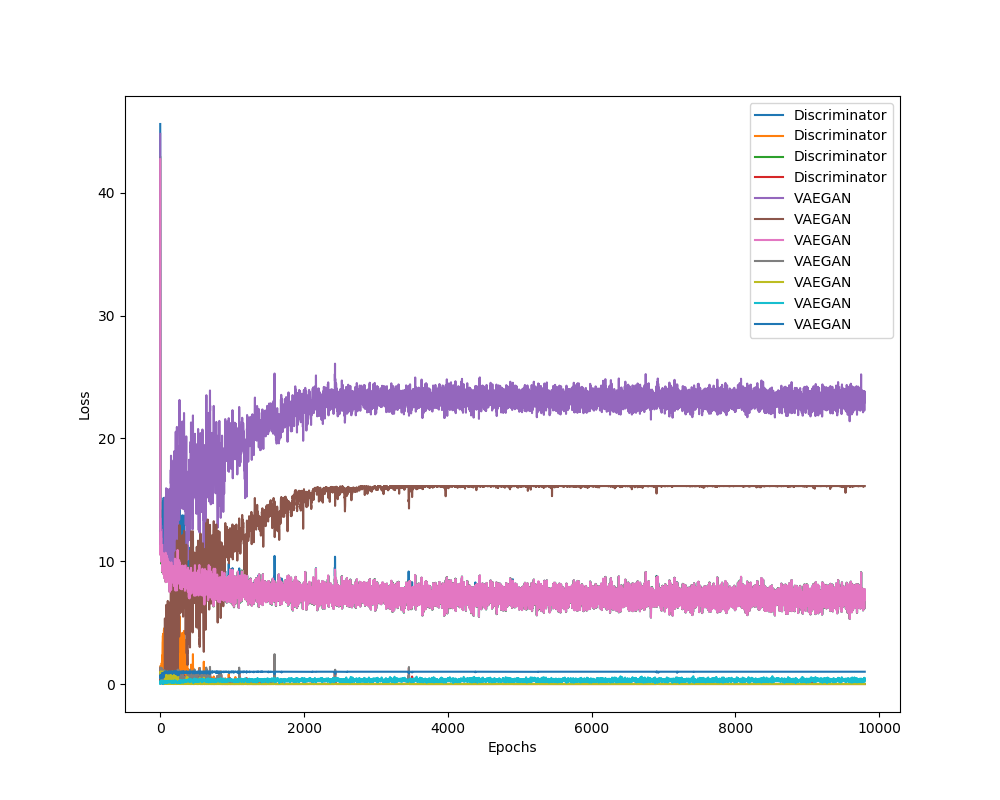 Discriminator
Discriminator
Discriminator
Discriminator
VAEGAN
VAEGAN
VAEGAN
VAEGAN
VAEGAN
VAEGAN
VAEGAN
40
30
20
10
0
Loss
0 2000 4000 6000 8000 10000
Epochs